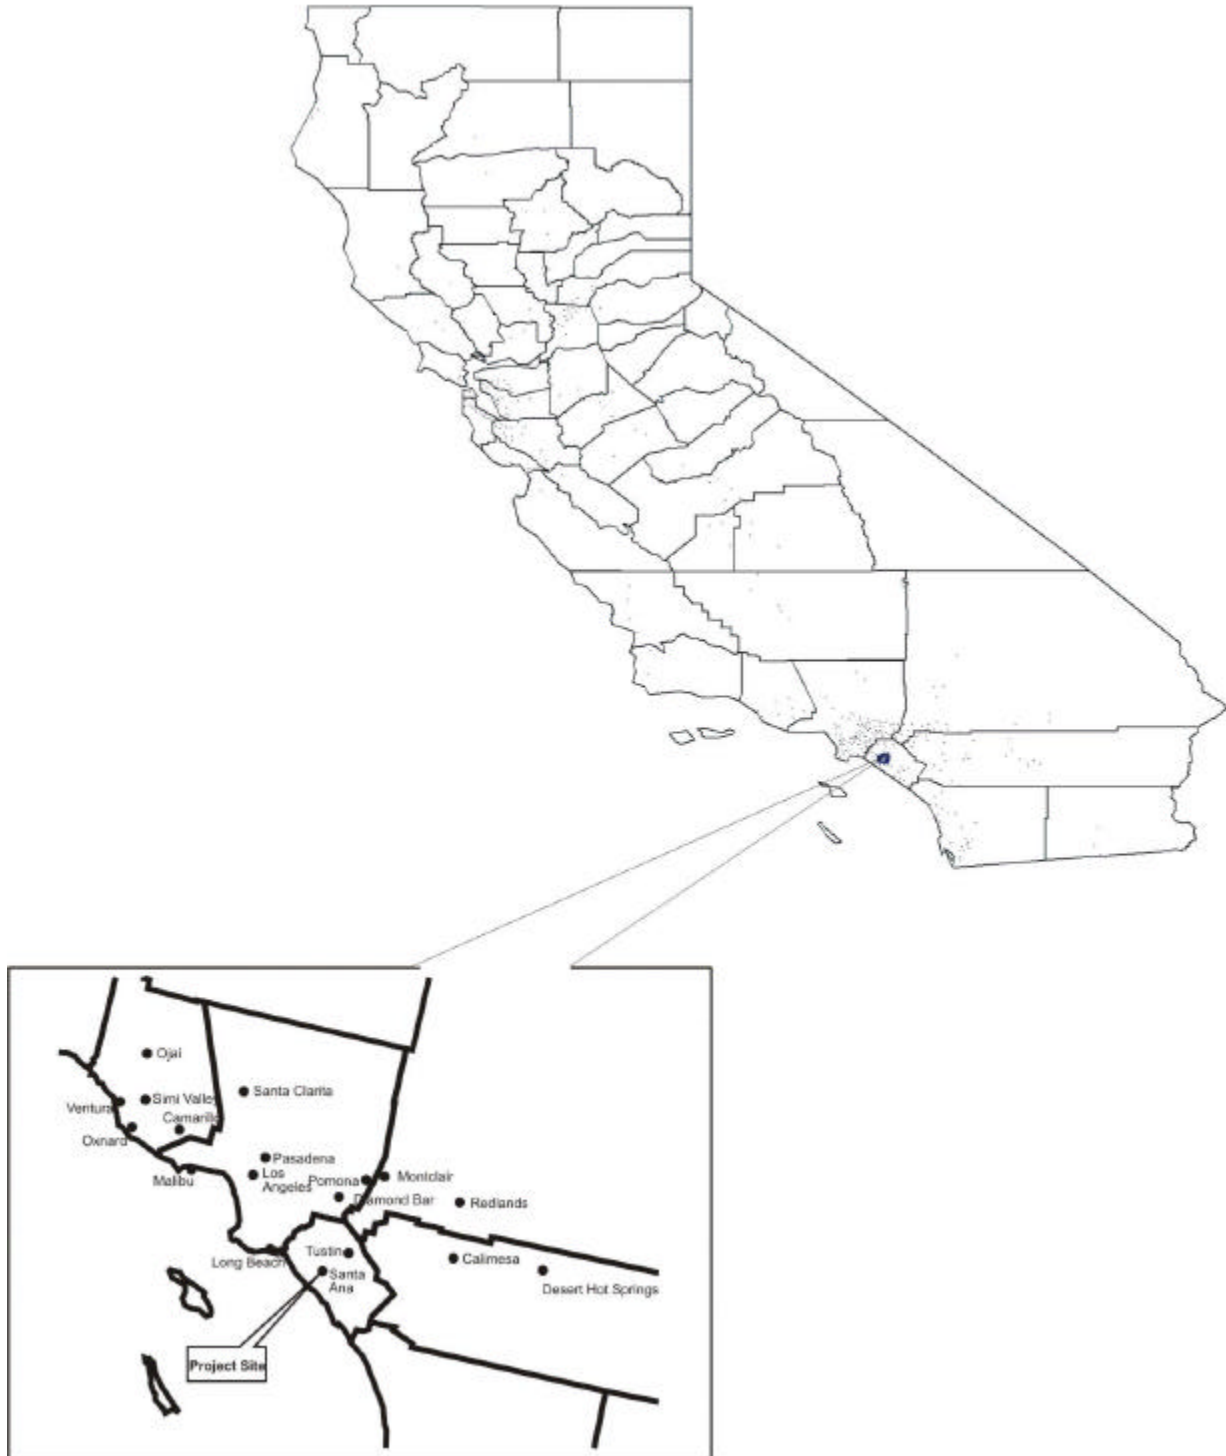 Ojai
Santa Clarita
Simi Valley
Ventura
Camarillo
Oxnard
Pasadena
Los
Angeles
Malibu
Pomona
Montclair
Diamond Bar
Redlands
Long Beach
Tustin
Calimesa
Santa
Ana
Desert Hot Springs
Project Site